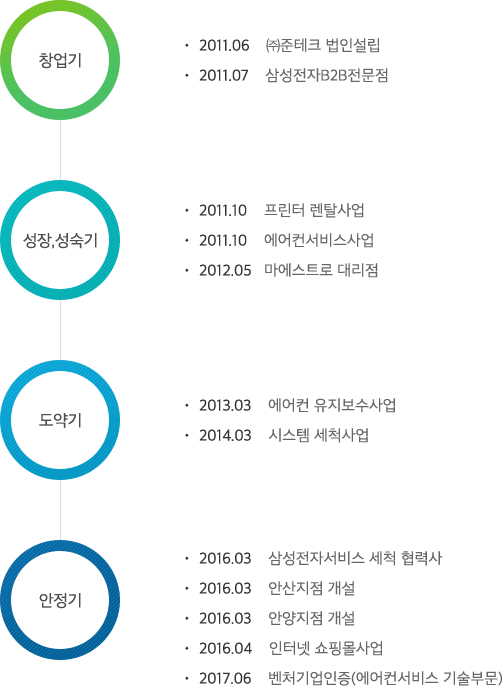 창업기
· 2011.06 ㈜준테크 법인설립
· 2011.07 삼성전자B2B전문점
성장,성숙기
· 2011.10 프린터 렌탈사업
· 2011.10 에어컨서비스사업
· 2012.05 마에스트로 대리점
도약기
· 2013.03 에어컨 유지보수사업
· 2014.03 시스템 세척사업
안정기
· 2016.03 삼성전자서비스 세척 협력사
· 2016.03 안산지점 개설
· 2016.03 안양지점 개설
· 2016.04 인터넷 쇼핑몰사업
· 2017.06 벤처기업인증(에어컨서비스 기술부문)